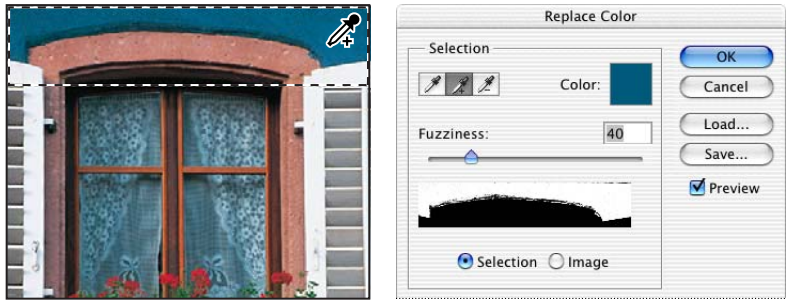 Replace Color
Selection
Color:
Fuzziness:
40
Selection
Image
OK
Cancel
Load...
Save...
Preview